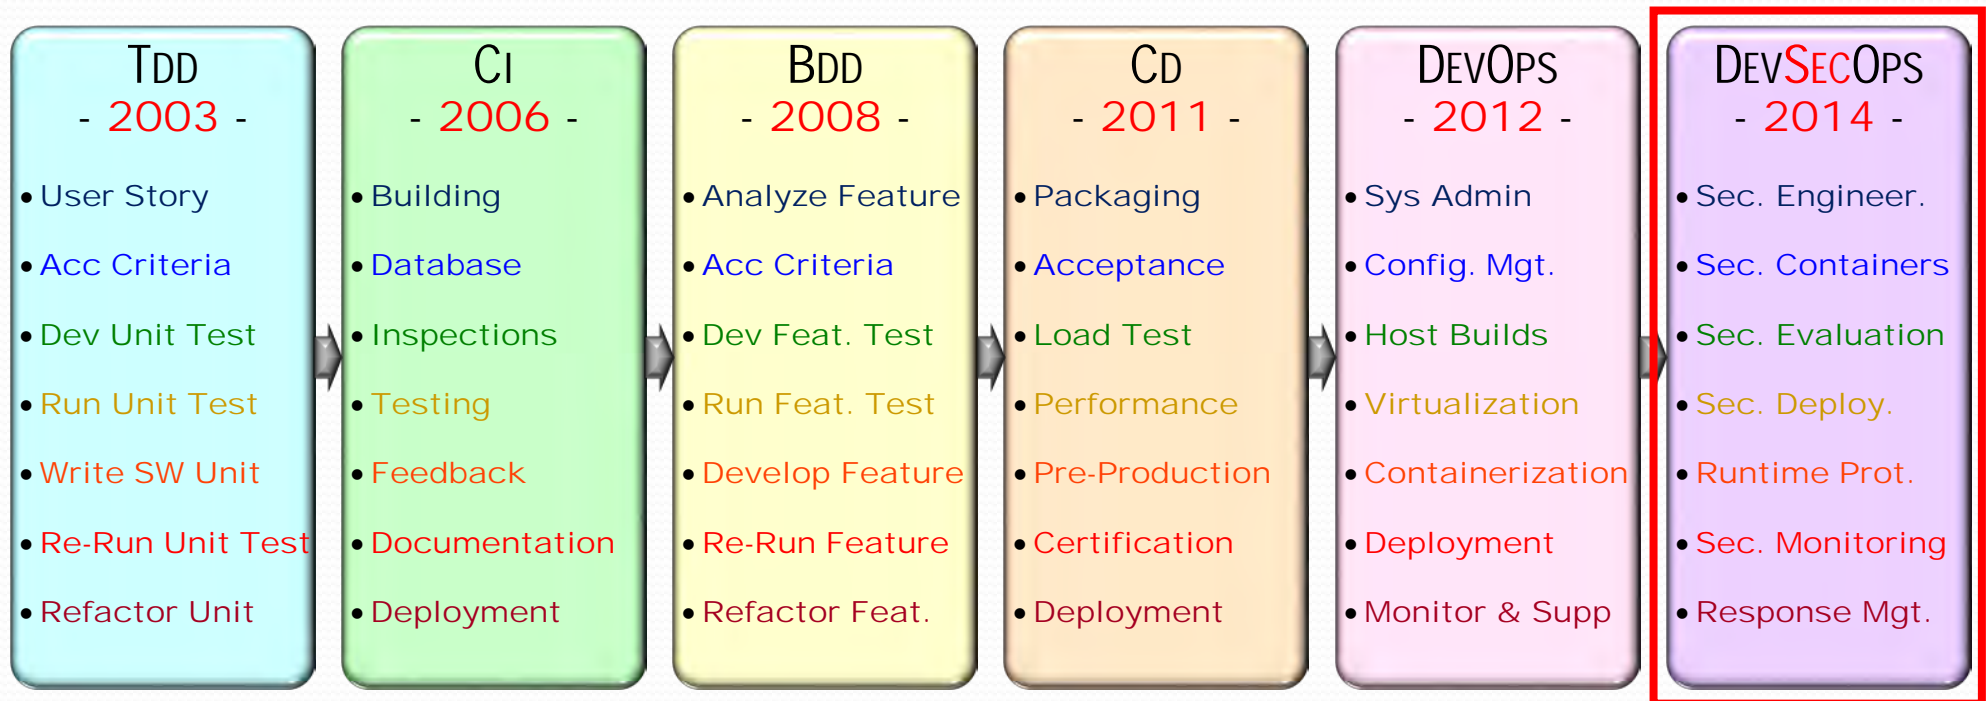 TDD
- 2003 -
• User Story
• Acc Criteria
• Dev Unit Test
• Run Unit Test
• Write SW Unit
• Re-Run Unit Test
• Refactor Unit
CI
- 2006 -
• Building
• Database
• Inspections
• Testing
• Feedback
• Documentation
• Deployment
BDD
- 2008 -
• Analyze Feature
• Acc Criteria
• Dev Feat. Test
• Run Feat. Test
• Develop Feature
• Re-Run Feature
• Refactor Feat.
CD
- 2011 -
• Packaging
• Acceptance
• Load Test
• Performance
• Pre-Production
• Certification
• Deployment
DEVOPS
- 2012 -
• Sys Admin
• Config. Mgt.
• Host Builds
• Virtualization
• Containerization
• Deployment
• Monitor & Supp
DEVSECOPS
- 2014 -
• Sec. Engineer.
• Sec. Containers
• Sec. Evaluation
• Sec. Deploy.
• Runtime Prot.
• Sec. Monitoring
• Response Mgt.